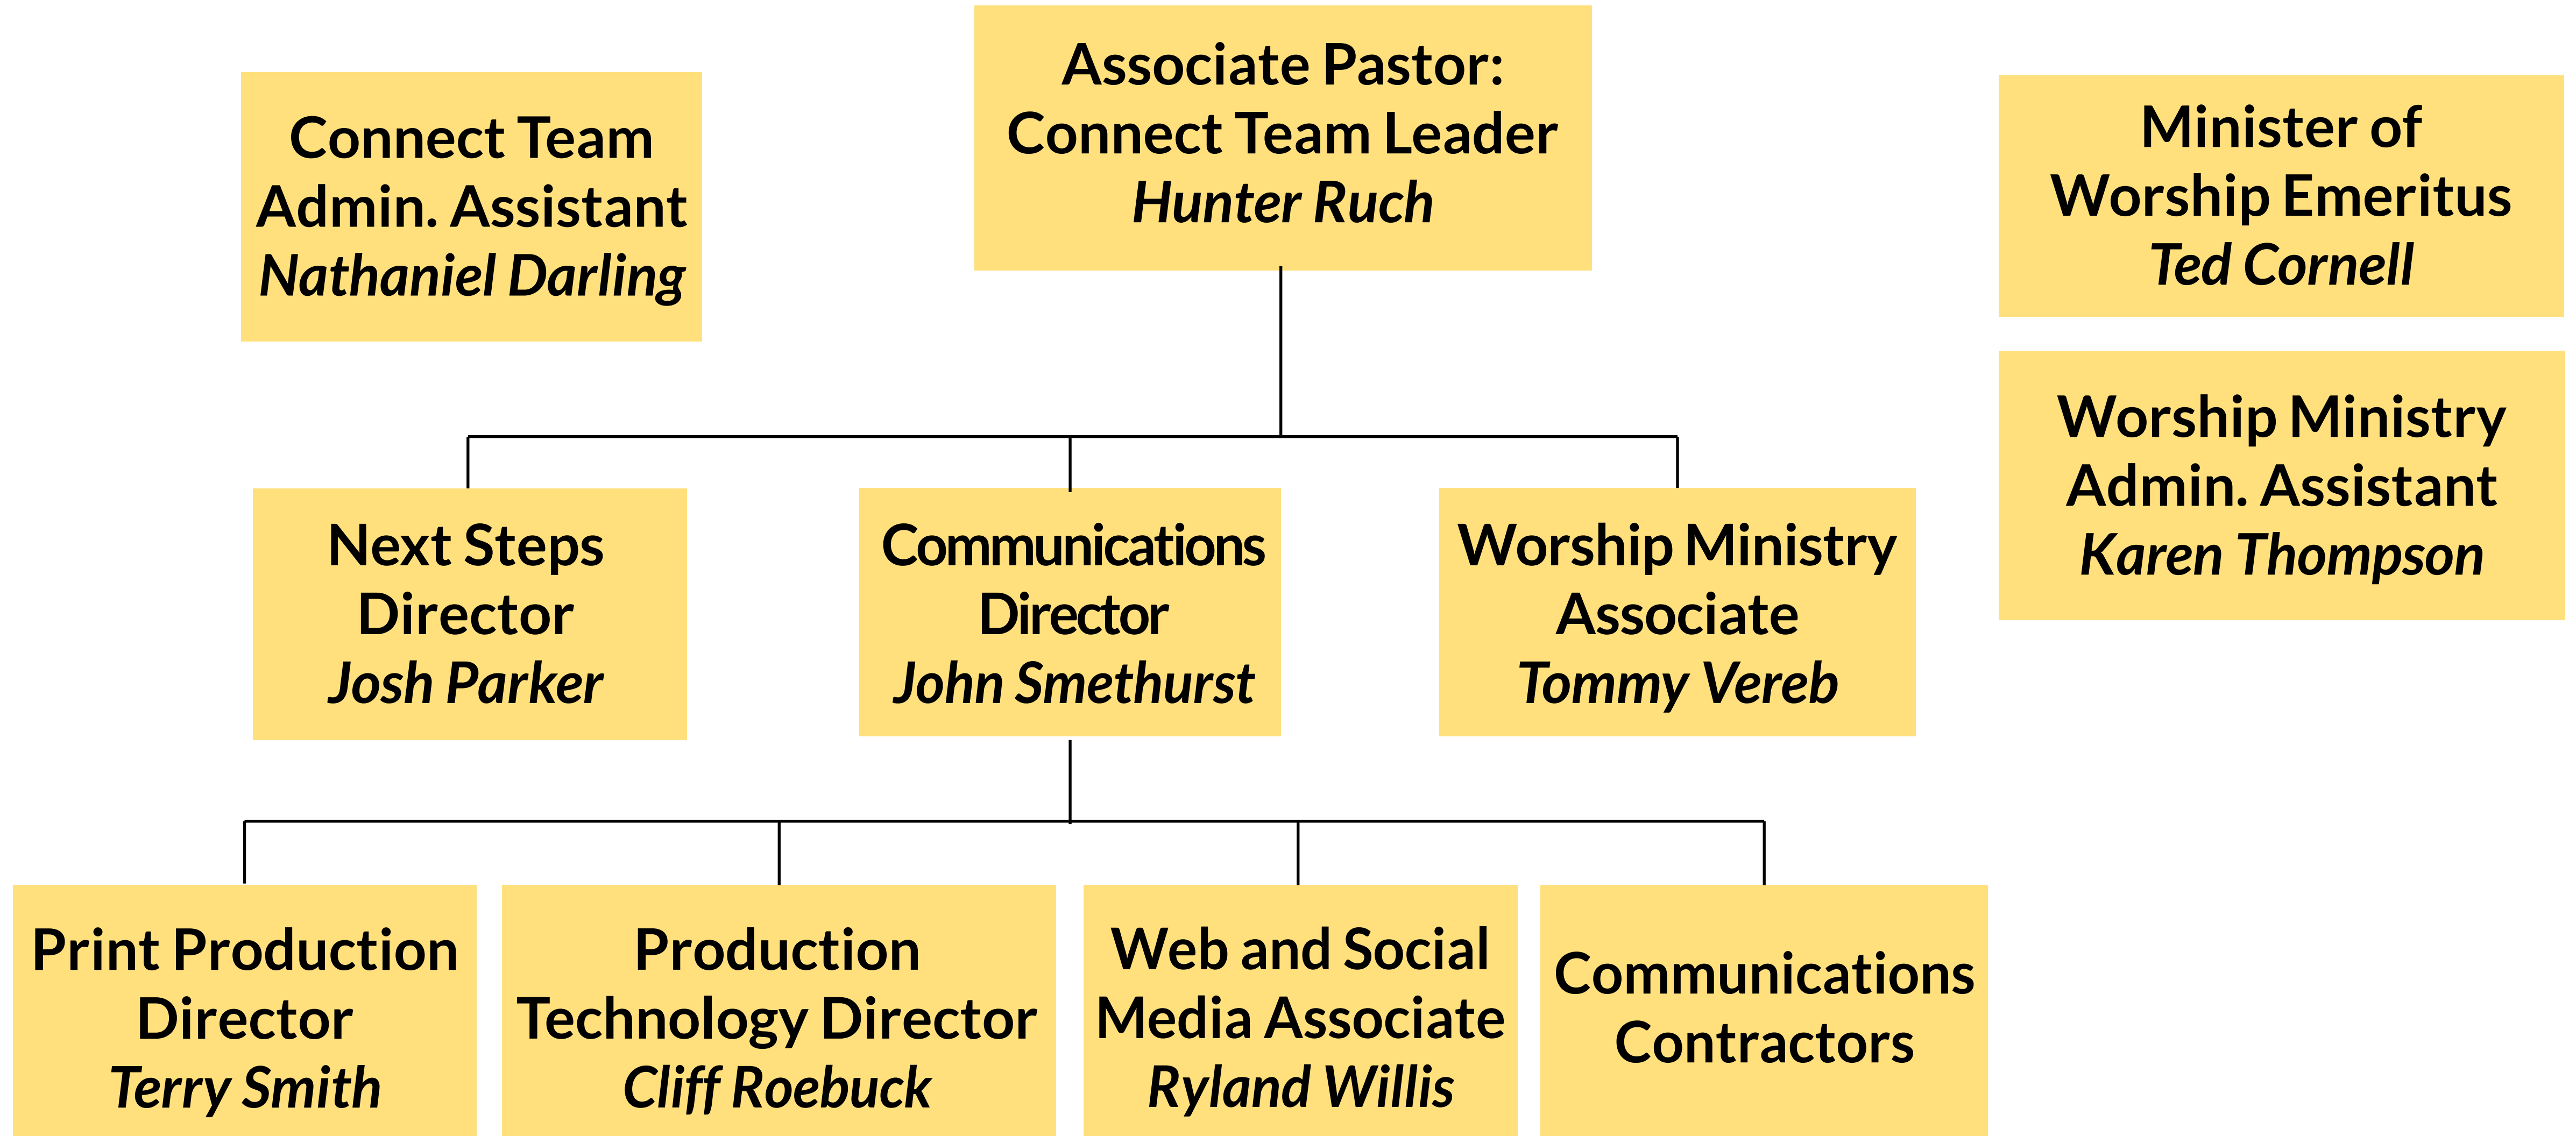 Connect Team
Admin. Assistant
Nathaniel Darling
Associate Pastor:
Connect Team Leader
Hunter Ruch
Minister of
Worship Emeritus
Ted Cornell
Worship Ministry
Admin. Assistant
Karen Thompson
Next Steps
Director
Josh Parker
Communications
Director
John Smethurst
Worship Ministry
Associate
Tommy Vereb
Print Production
Director
Terry Smith
Production
Technology Director
Cliff Roebuck
Web and Social
Media Associate
Ryland Willis
Communications
Contractors